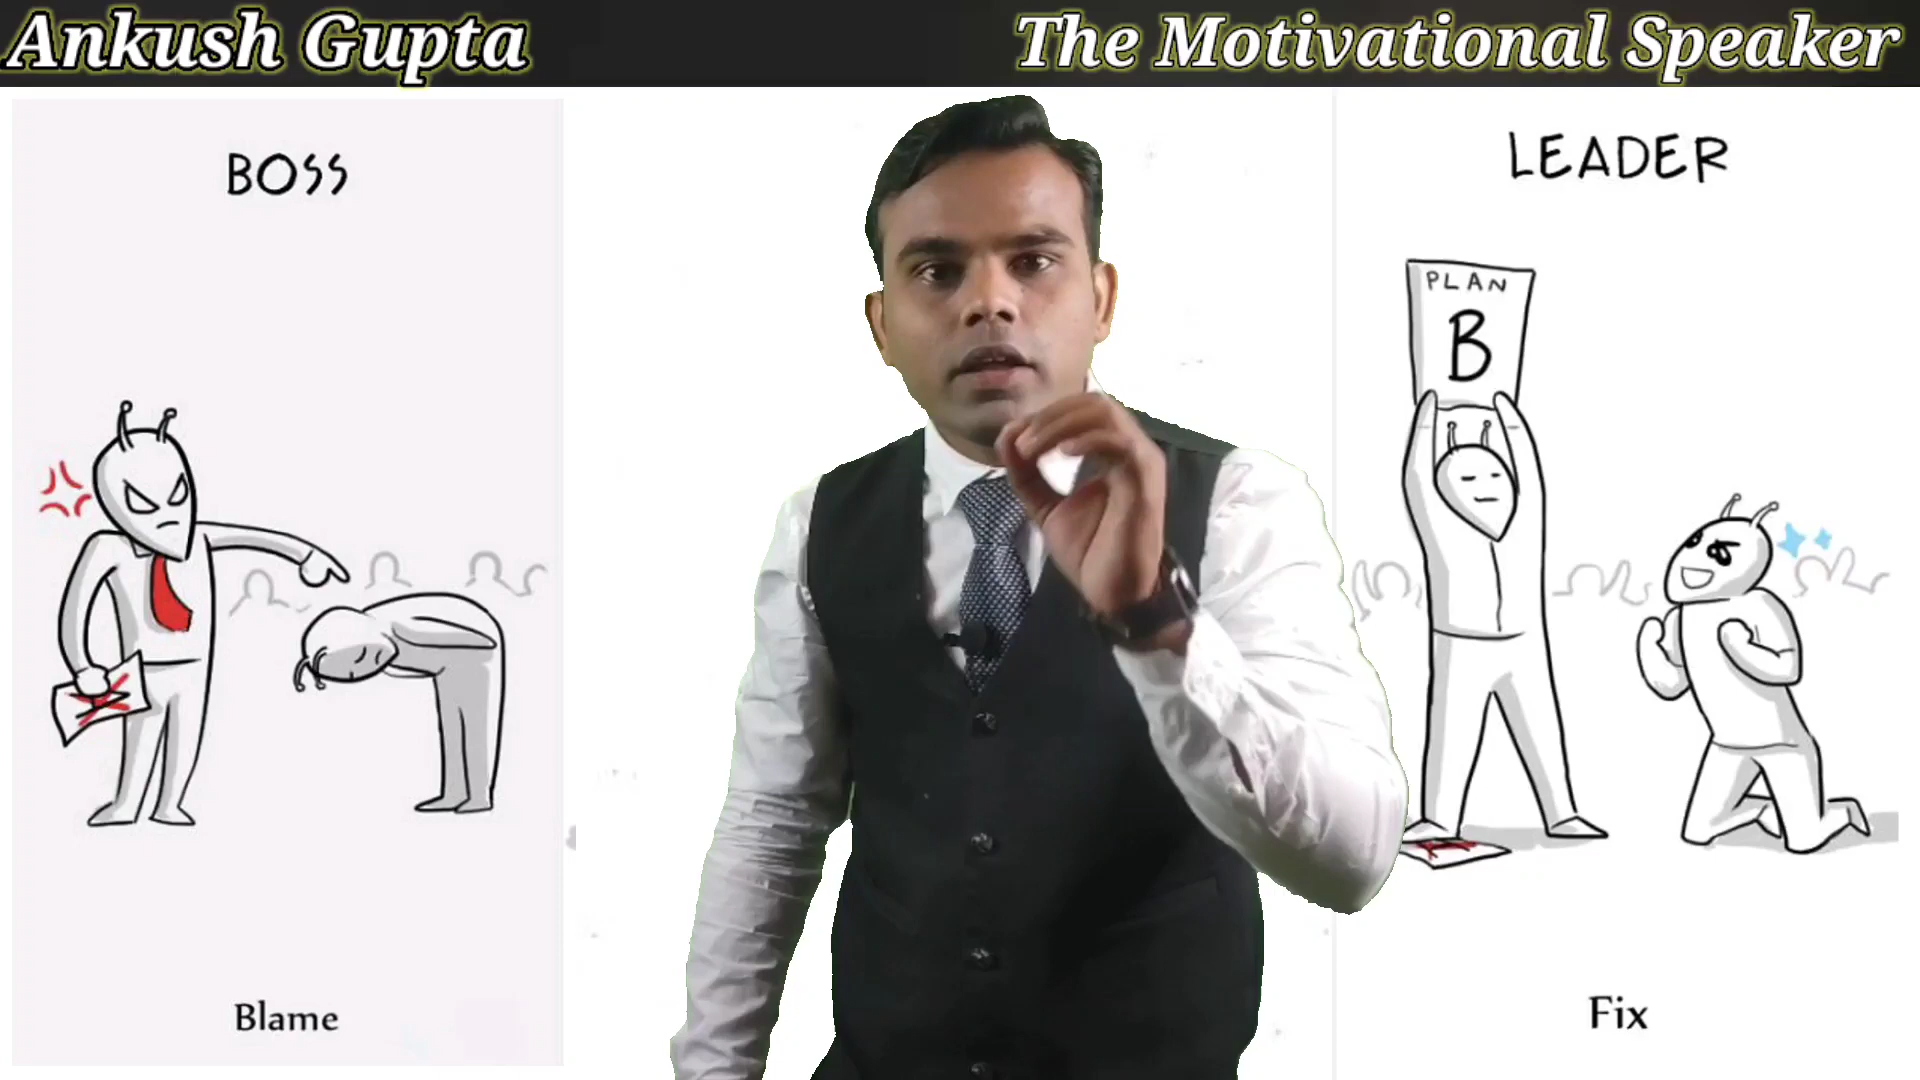 Ankush Gupta
The Motivational Speaker
BOSS
LEADER
PLAN
B
Blame
Fix